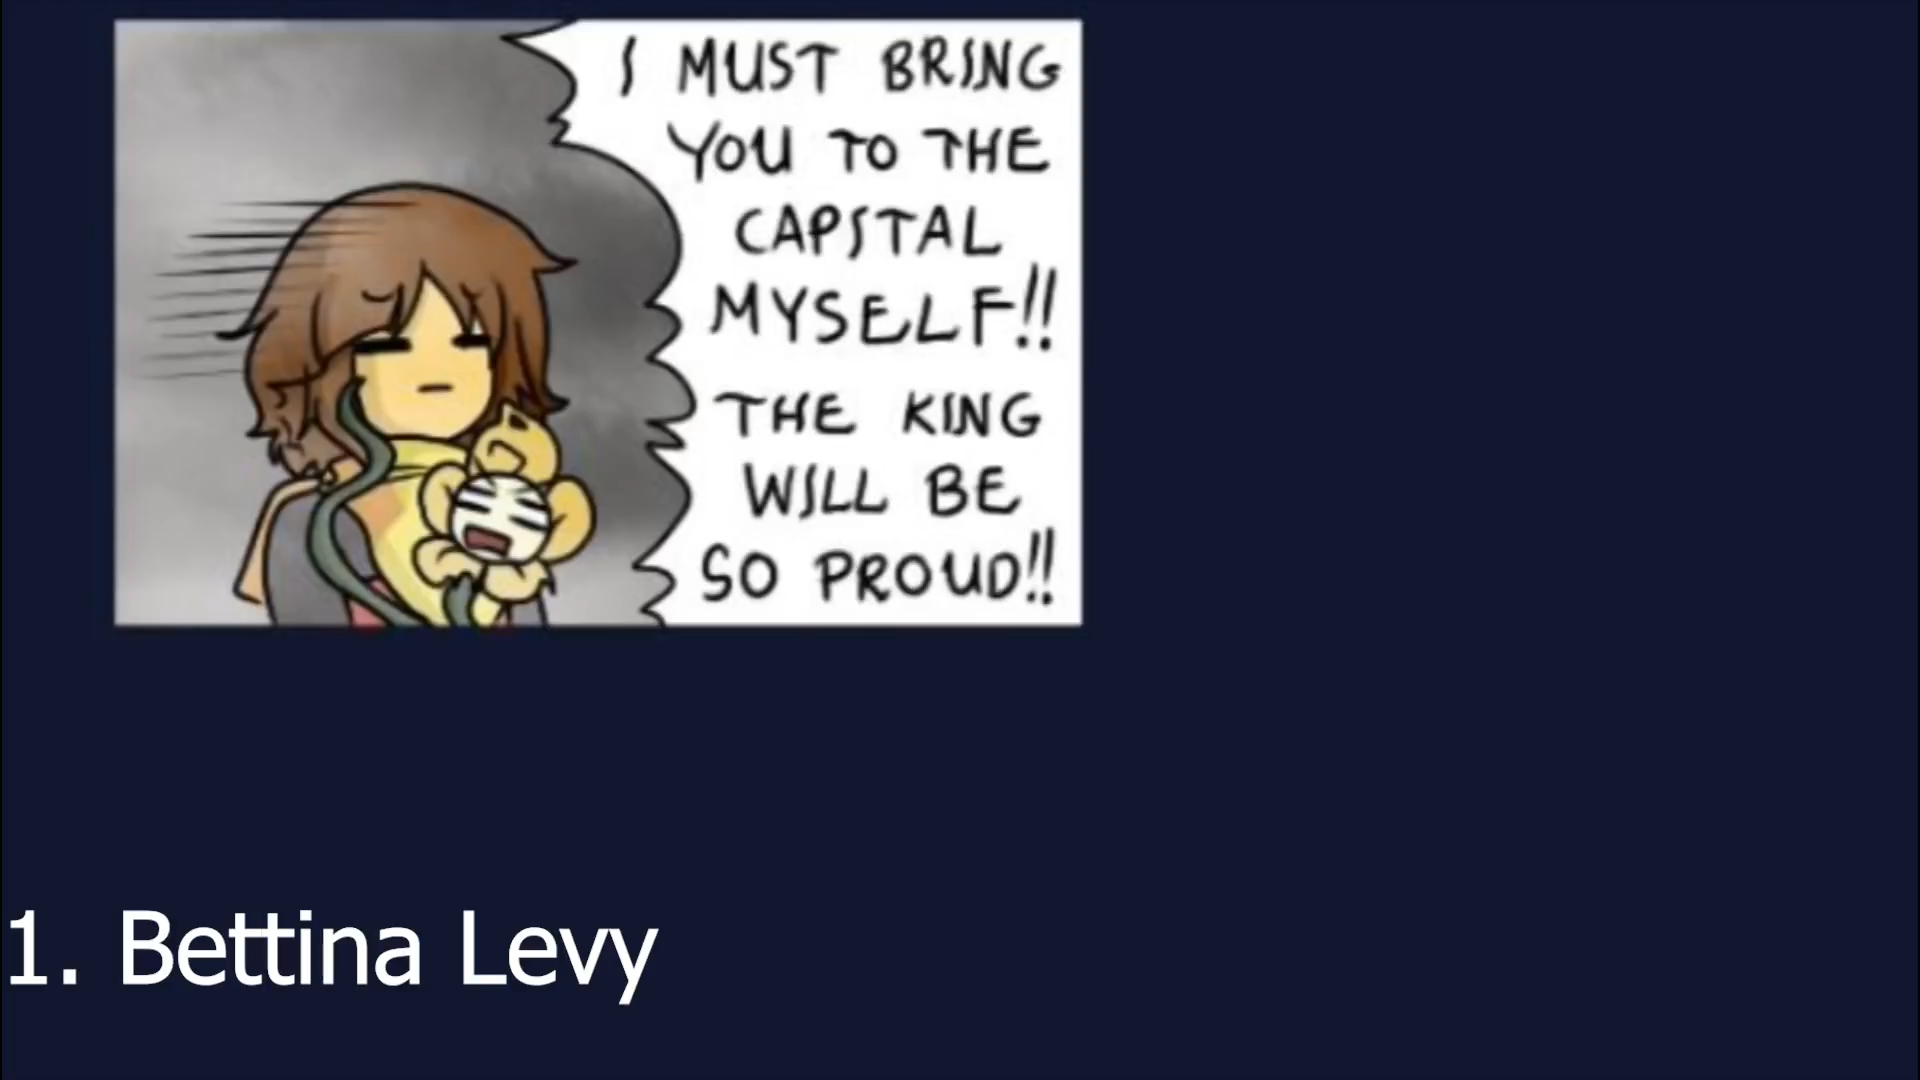 I MUST BRING
YOU TO THE
CAPITAL
MYSELF!!
THE KING
WILL BE
SO PROUD!!
1. Bettina Levy